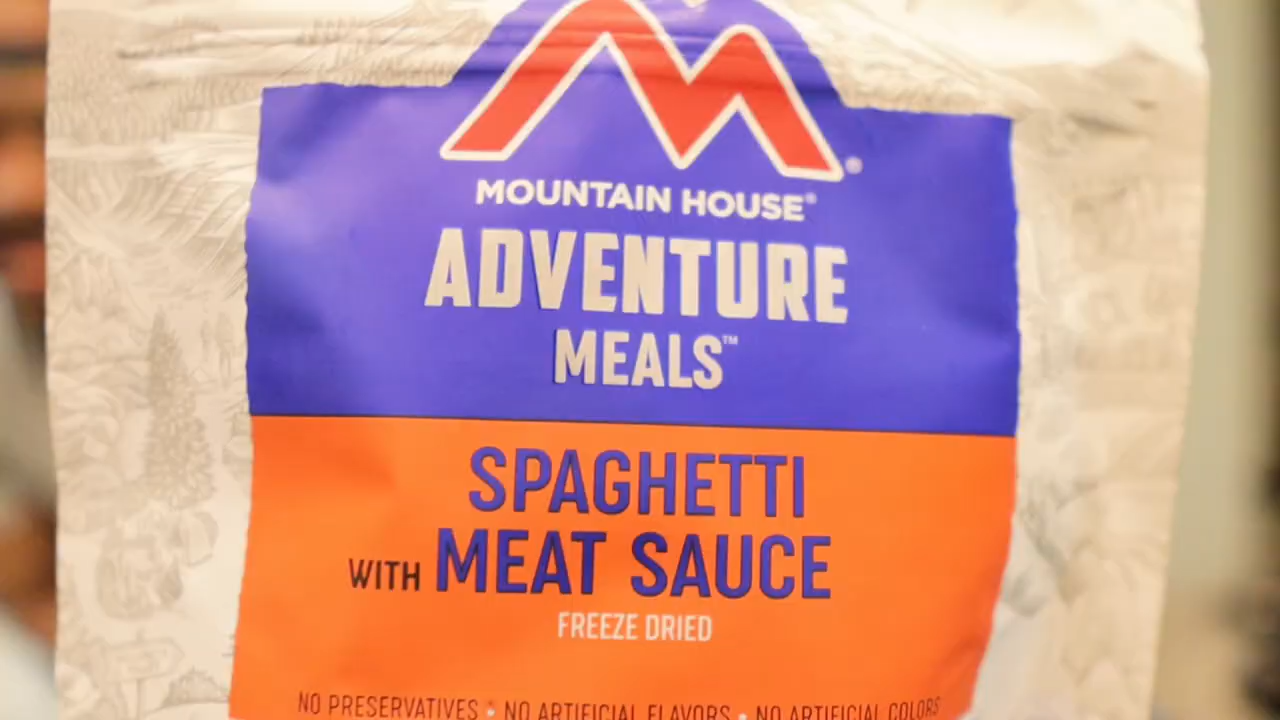 MOUNTAIN HOUSE®
ADVENTURE
MEALS™
SPAGHETTI
WITH MEAT SAUCE
FREEZE DRIED
NO PRESERVATIVES • NO ARTIFICIAL FLAVORS • NO ARTIFICIAL COLORS